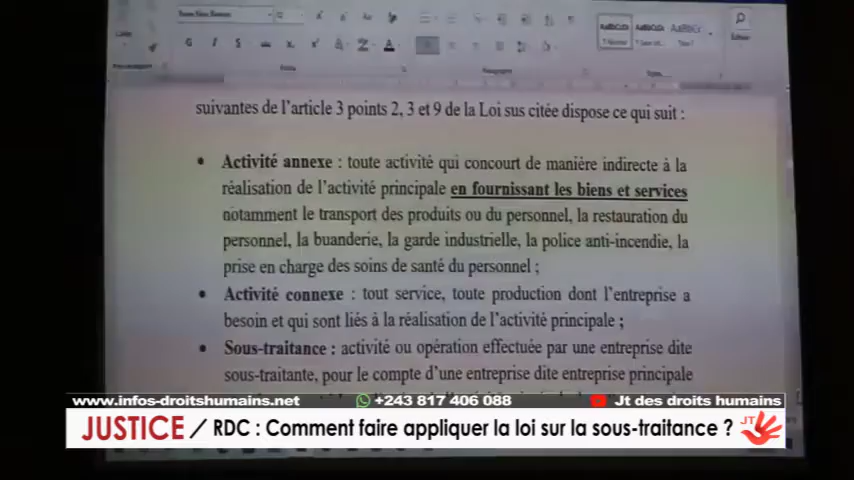 suivantes de l'article 3 points 2, 3 et 9 de la Loi sus citée dispose ce qui suit :
• Activité annexe : toute activité qui concourt de manière indirecte à la
réalisation de l'activité principale en fournissant les biens et services
notamment le transport des produits ou du personnel, la restauration du
personnel, la buanderie, la garde industrielle, la police anti-incendie, la
prise en charge des soins de santé du personnel ;
• Activité connexe : tout service, toute production dont l'entreprise a
besoin et qui sont liés à la réalisation de l'activité principale ;
• Sous-traitance : activité ou opération effectuée par une entreprise dite
sous-traitante, pour le compte d'une entreprise dite entreprise principale
www.infos-droitshumains.net +243 817 406 088 Jt des droits humains
JUSTICE / RDC : Comment faire appliquer la loi sur la sous-traitance ? JT